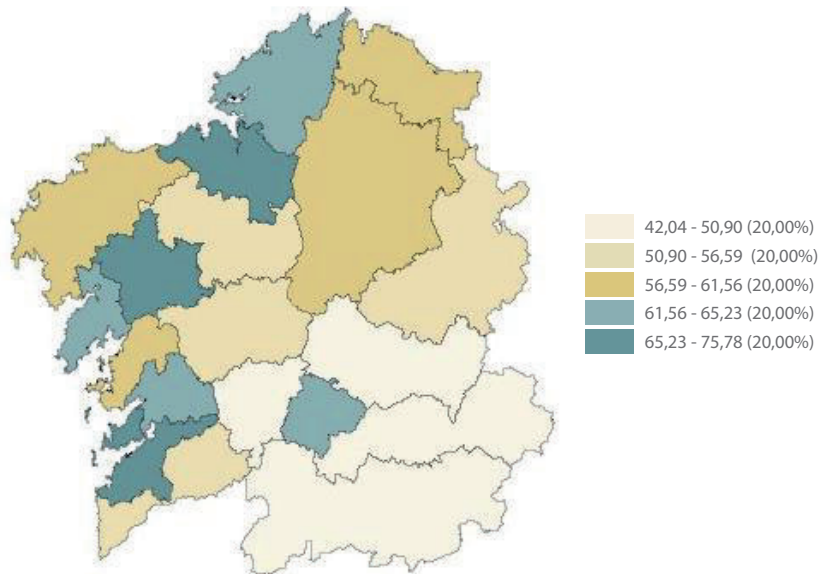 42,04 - 50,90 (20,00%)
50,90 - 56,59 (20,00%)
56,59 - 61,56 (20,00%)
61,56 - 65,23 (20,00%)
65,23 - 75,78 (20,00%)